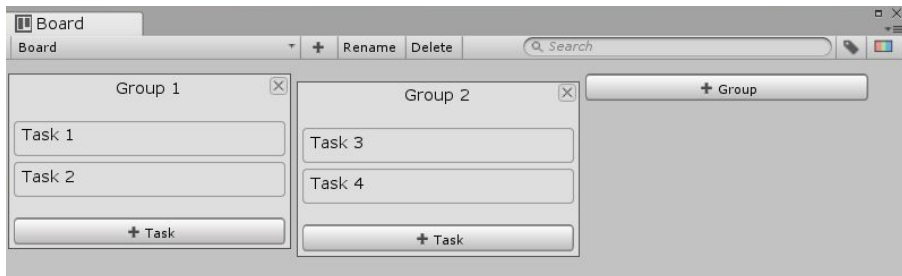 Board
Board + Rename Delete Search
Group 1
Task 1
Task 2
+ Task
Group 2
Task 3
Task 4
+ Task
+ Group